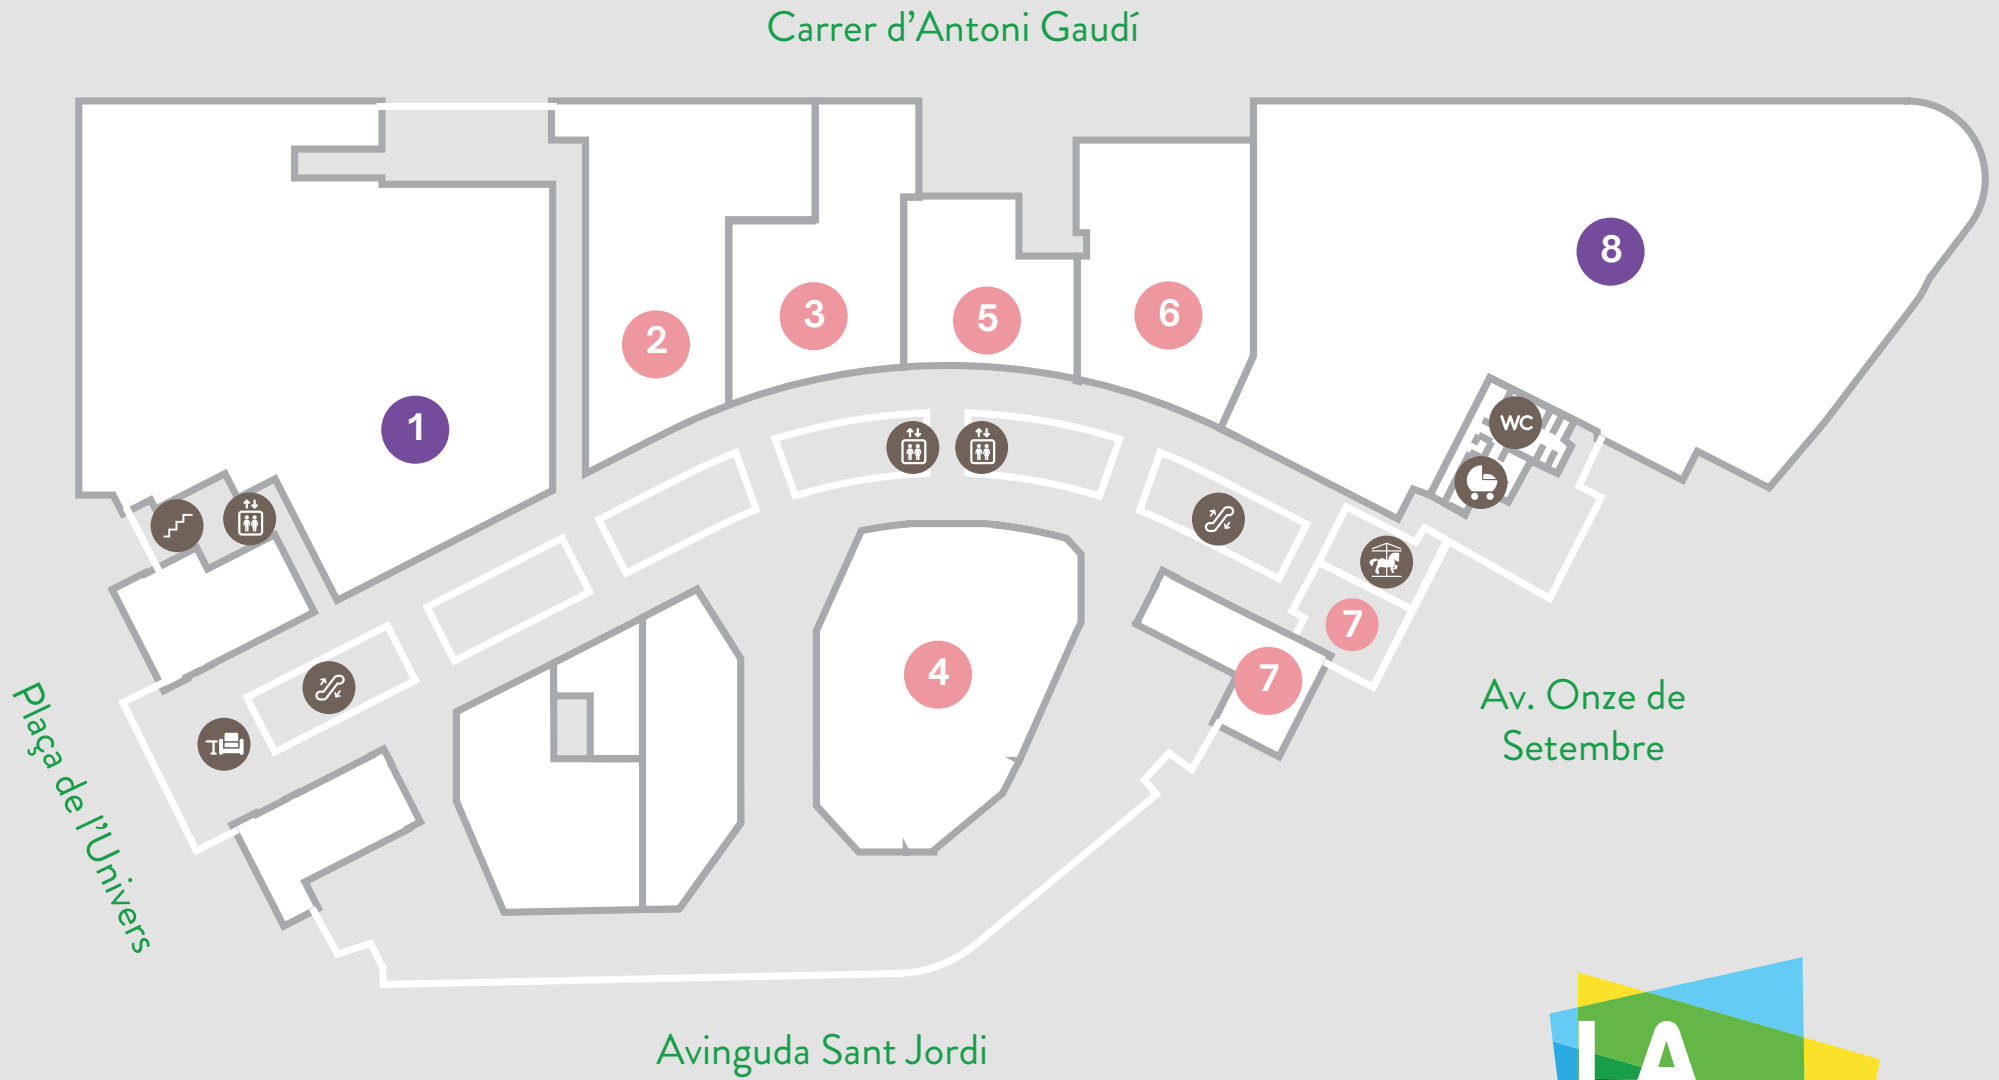 Carrer d’Antoni Gaudí
8
3
5
6
2
1
WC
7
4
7
Av. Onze de
Setembre
Plaça de l’Univers
Avinguda Sant Jordi
LA